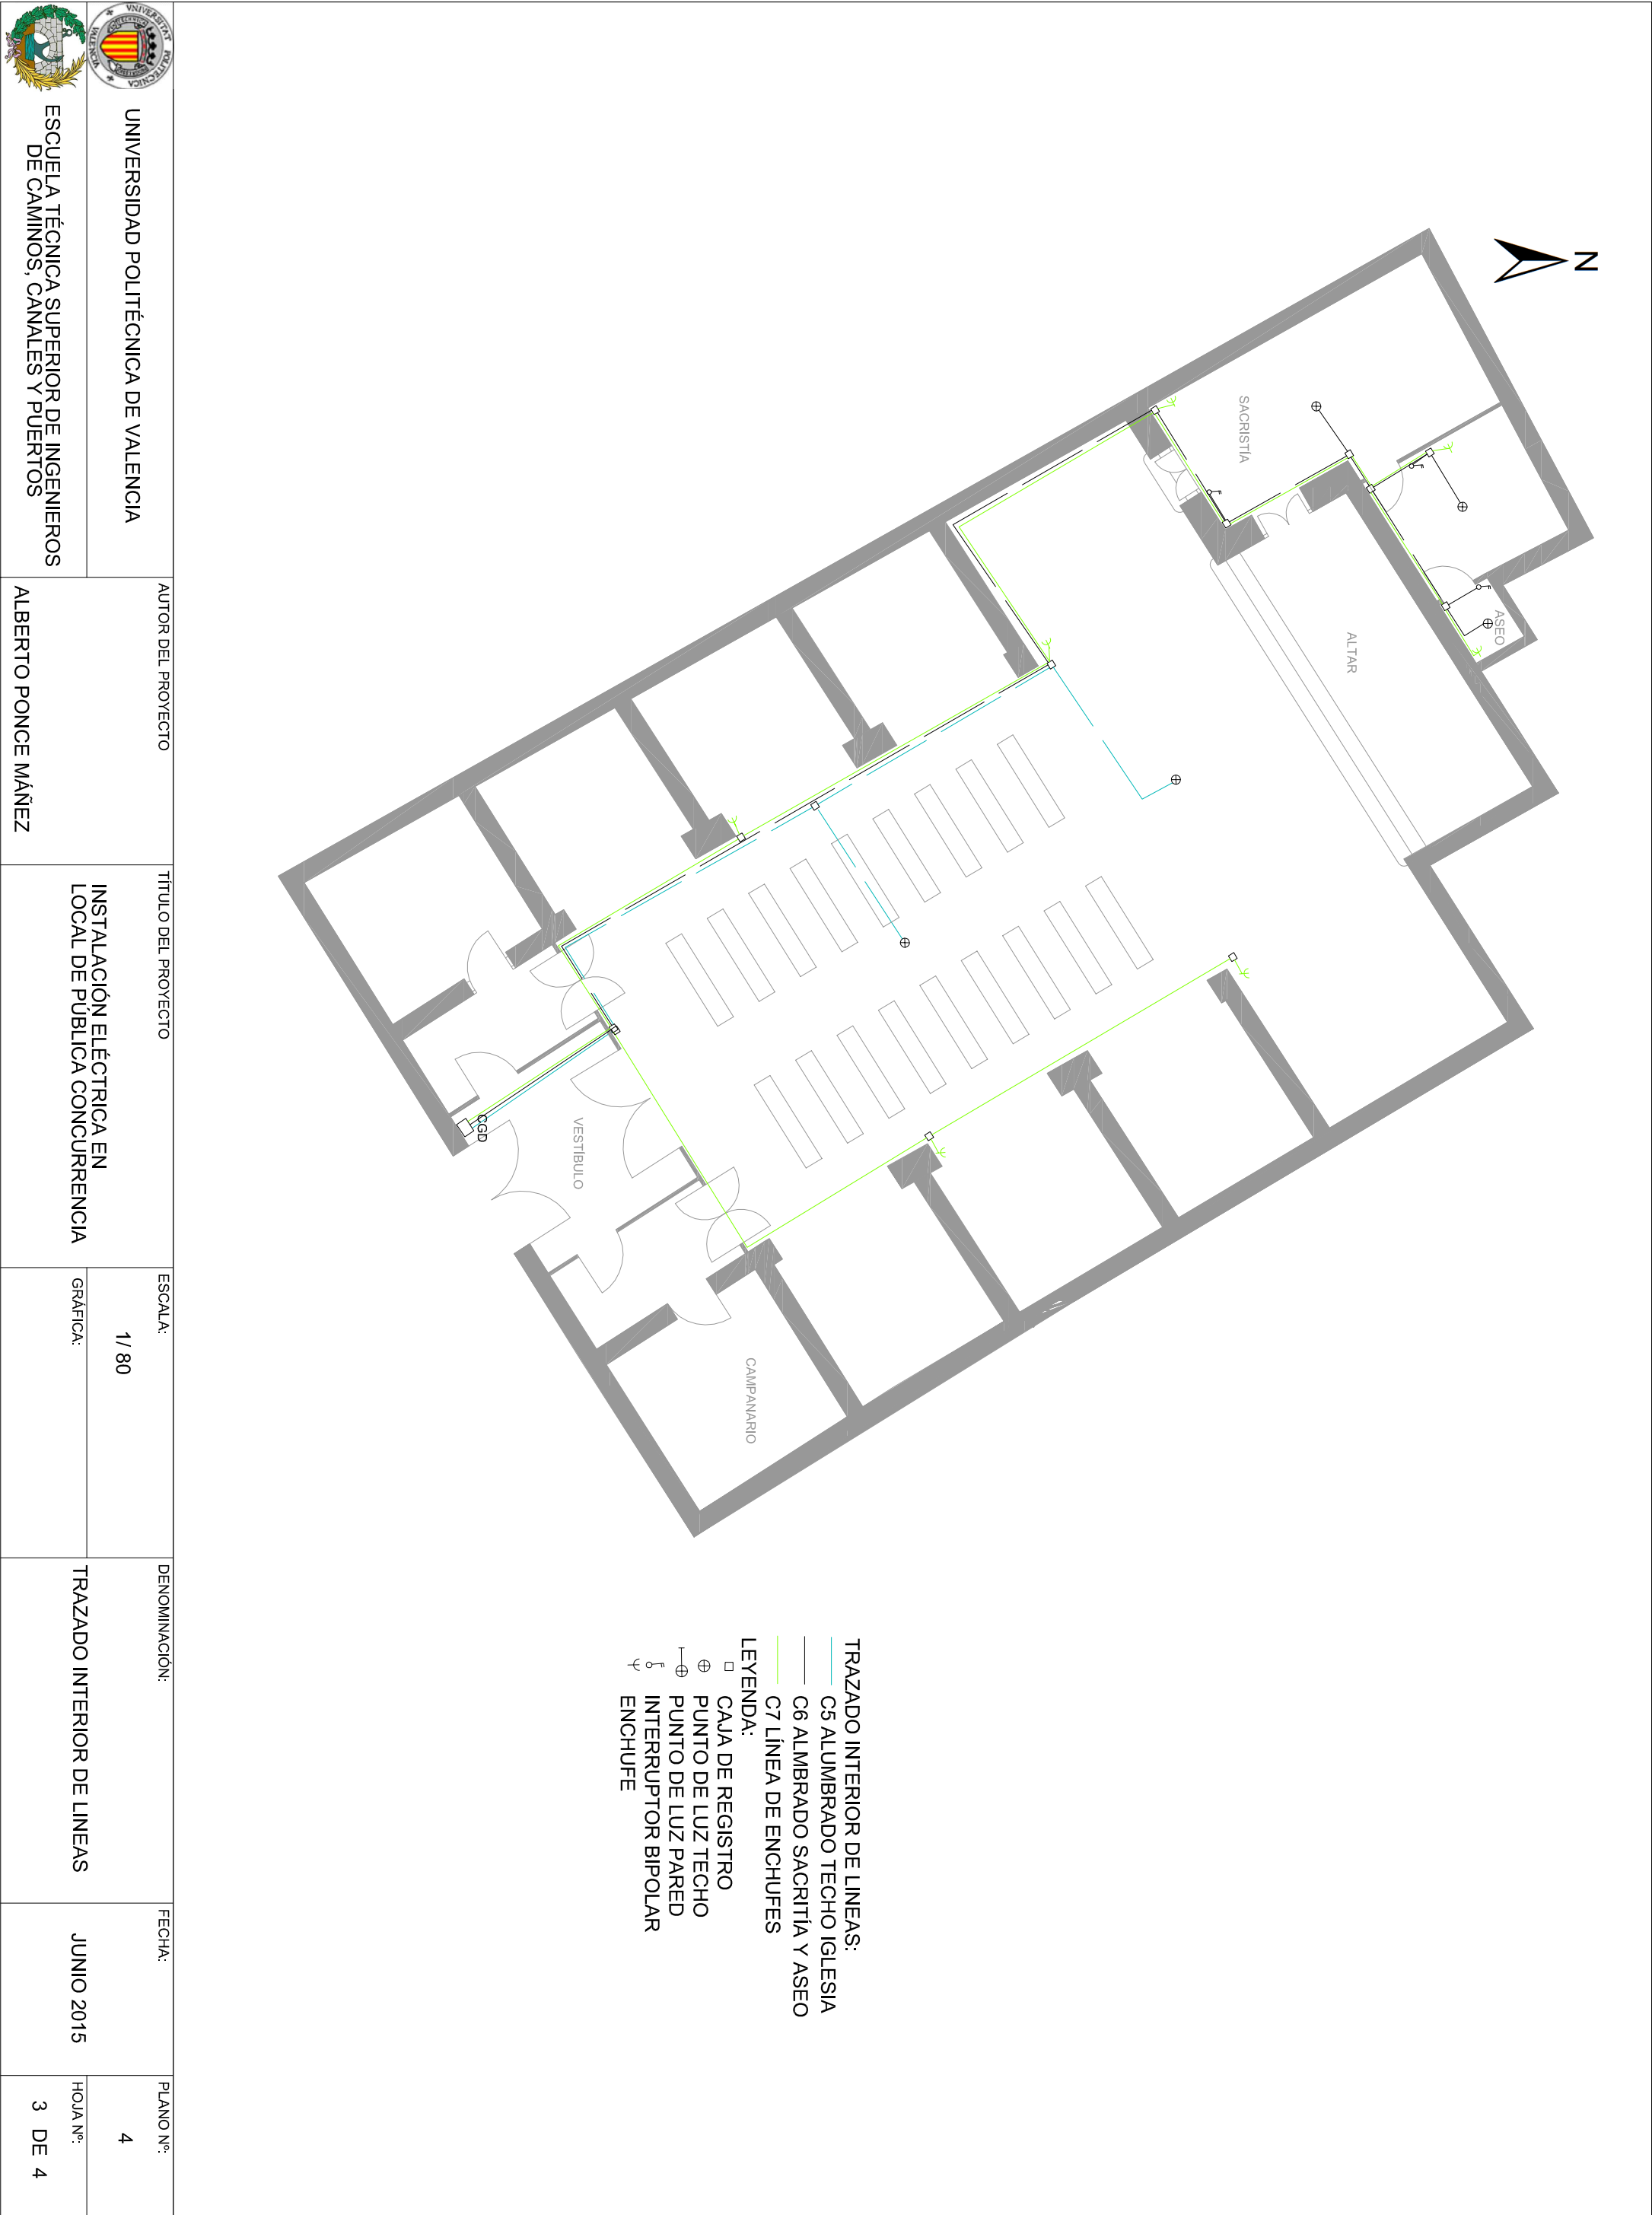 N
SACRISTÍA
ASEO
ALTAR
CGD
VESTÍBULO
CAMPANARIO
TRAZADO INTERIOR DE LINEAS:
C5 ALUMBRADO TECHO IGLESIA
C6 ALMBRADO SACRITÍA Y ASEO
C7 LÍNEA DE ENCHUFES
LEYENDA:
CAJA DE REGISTRO
PUNTO DE LUZ TECHO
PUNTO DE LUZ PARED
INTERRUPTOR BIPOLAR
ENCHUFE
UNIVERSITAT POLITECNICA
VALENCIA
UNIVERSIDAD POLITÉCNICA DE VALENCIA
ESCUELA TÉCNICA SUPERIOR DE INGENIEROS
DE CAMINOS, CANALES Y PUERTOS
AUTOR DEL PROYECTO
ALBERTO PONCE MÁÑEZ
TÍTULO DEL PROYECTO
INSTALACIÓN ELÉCTRICA EN
LOCAL DE PÚBLICA CONCURRENCIA
ESCALA:
1/ 80
GRÁFICA:
DENOMINACIÓN:
TRAZADO INTERIOR DE LINEAS
FECHA:
JUNIO 2015
PLANO Nº:
4
HOJA Nº:
3 DE 4